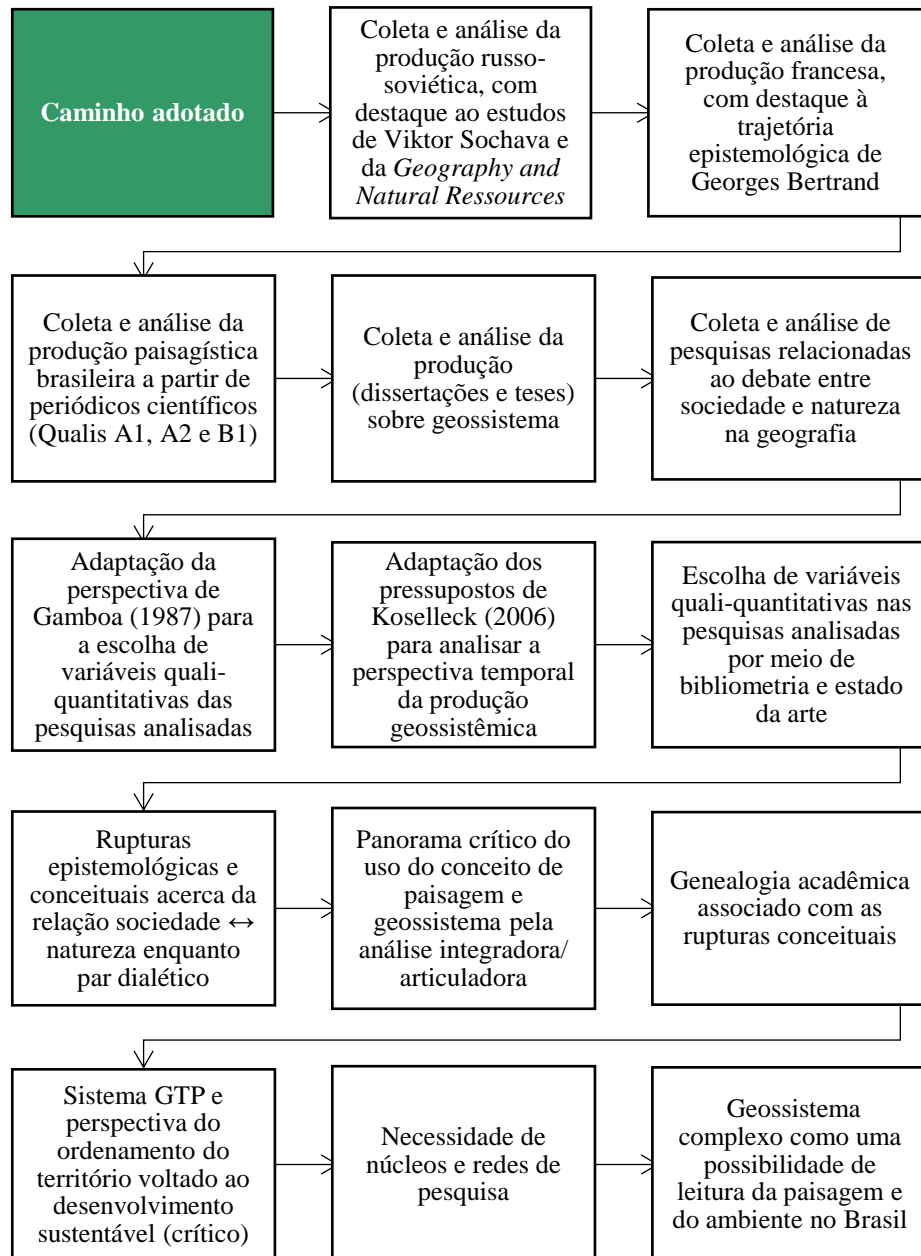 Caminho adotado
Coleta e análise da
produção russo-
soviética, com
destaque ao estudos
de Viktor Sochava e
da Geography and
Natural Ressources
Coleta e análise da
produção francesa,
com destaque à
trajetória
epistemológica de
Georges Bertrand
Coleta e análise da
produção paisagística
brasileira a partir de
periódicos científicos
(Qualis A1, A2 e B1)
Coleta e análise da
produção
(dissertações e teses)
sobre geossistema
Coleta e análise de
pesquisas relacionadas
ao debate entre
sociedade e natureza
na geografia
Adaptação da
perspectiva de
Gamboa (1987) para
a escolha de
variáveis quali-
quantitativas das
pesquisas analisadas
Adaptação dos
pressupostos de
Koselleck (2006)
para analisar a
perspectiva temporal
da produção
geossistêmica
Escolha de variáveis
quali-quantitativas nas
pesquisas analisadas
por meio de
bibliometria e estado
da arte
Rupturas
epistemológicas e
conceituais acerca da
relação sociedade ↔
natureza enquanto
par dialético
Panorama crítico do
uso do conceito de
paisagem e
geossistema pela
análise integradora/
articuladora
Genealogia acadêmica
associado com as
rupturas conceituais
Sistema GTP e
perspectiva do
ordenamento do
território voltado ao
desenvolvimento
sustentável (crítico)
Necessidade de
núcleos e redes de
pesquisa
Geossistema
complexo como uma
possibilidade de
leitura da paisagem e
do ambiente no Brasil